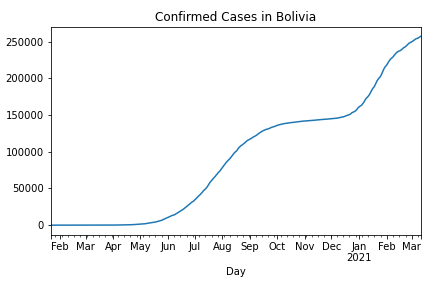 Confirmed Cases in Bolivia
250000
200000
150000
100000
50000
0
Feb Mar Apr May Jun Jul Aug Sep Oct Nov Dec Jan Feb Mar
2021
Day